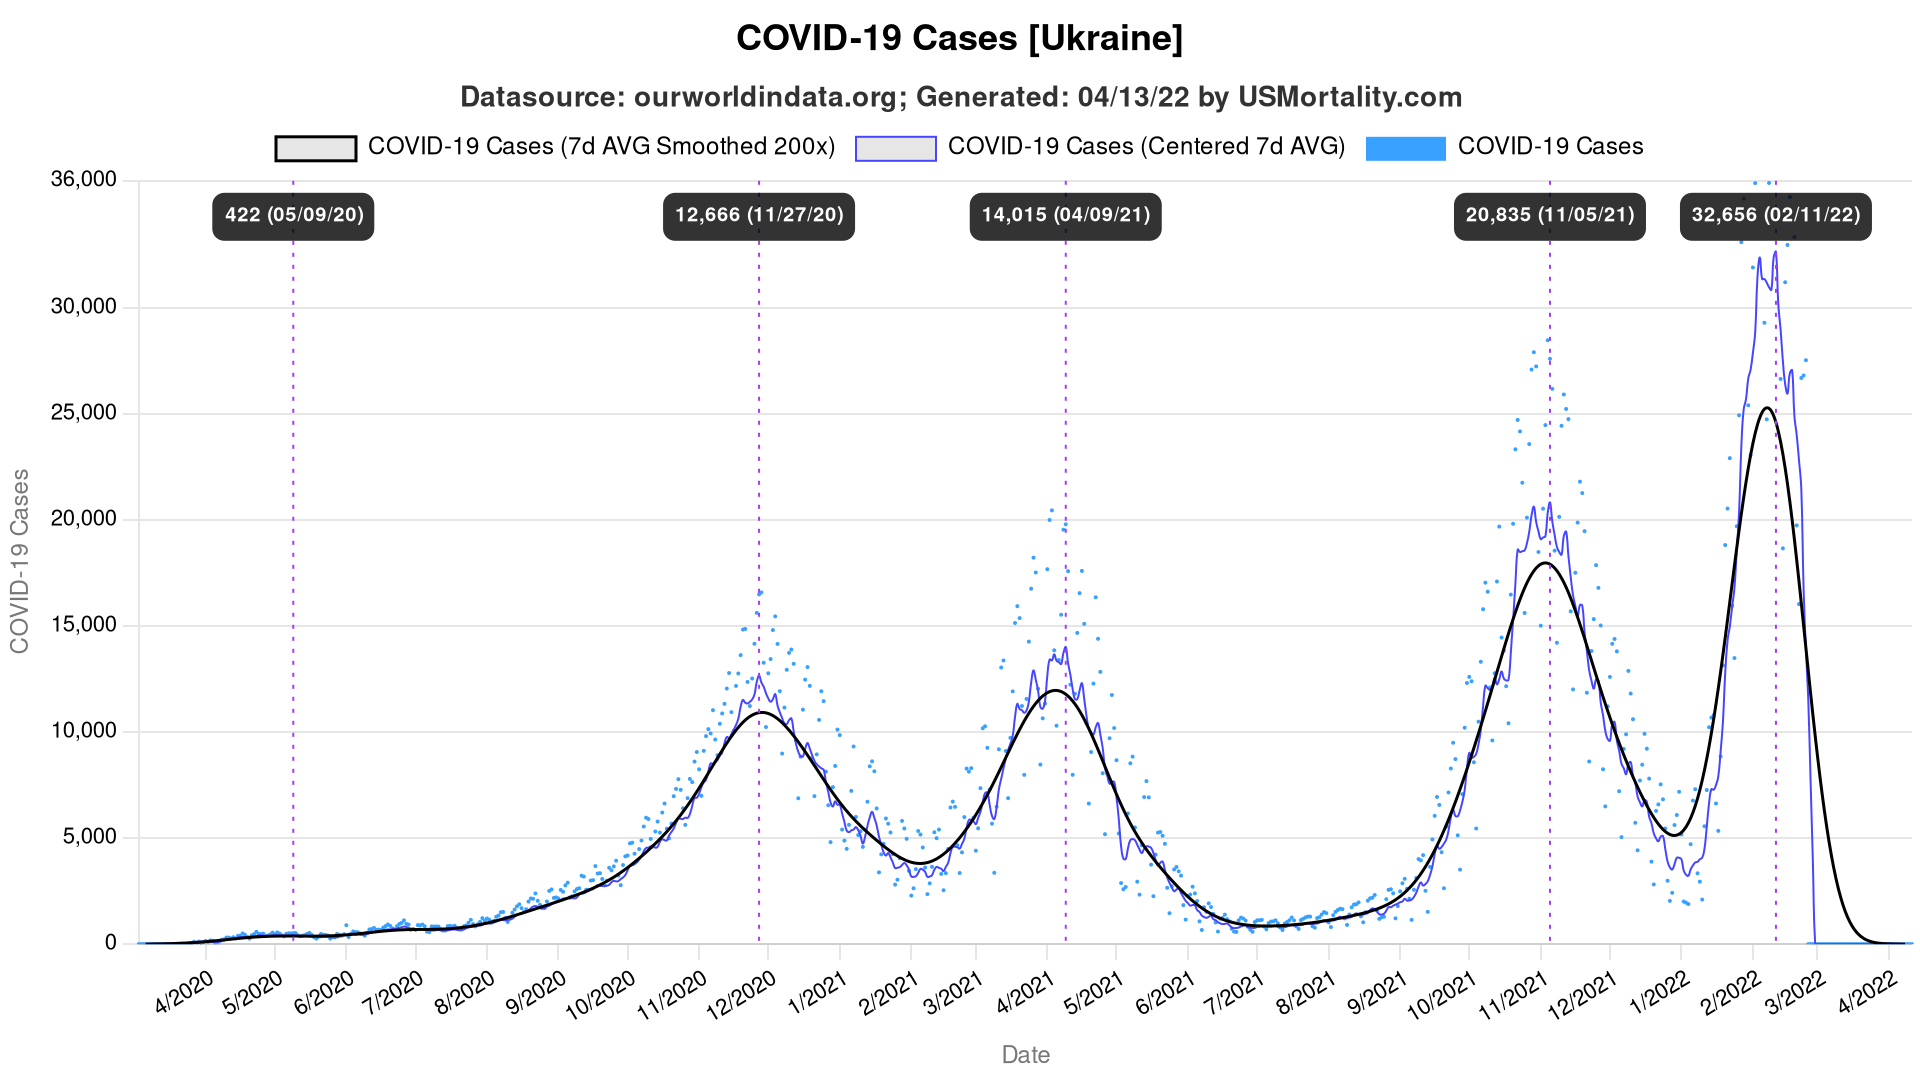 COVID-19 Cases [Ukraine]
Datasource: ourworldindata.org; Generated: 04/13/22 by USMortality.com
COVID-19 Cases (7d AVG Smoothed 200x) COVID-19 Cases (Centered 7d AVG) COVID-19 Cases
36,000
422 (05/09/20) 12,666 (11/27/20) 14,015 (04/09/21) 20,835 (11/05/21) 32,656 (02/11/22)
30,000
25,000
20,000
15,000
10,000
5,000
0
COVID-19 Cases
4/2020 5/2020 6/2020 7/2020 8/2020 9/2020 10/2020 11/2020 12/2020 1/2021 2/2021 3/2021 4/2021 5/2021 6/2021 7/2021 8/2021 9/2021 10/2021 11/2021 12/2021 1/2022 2/2022 3/2022 4/2022
Date